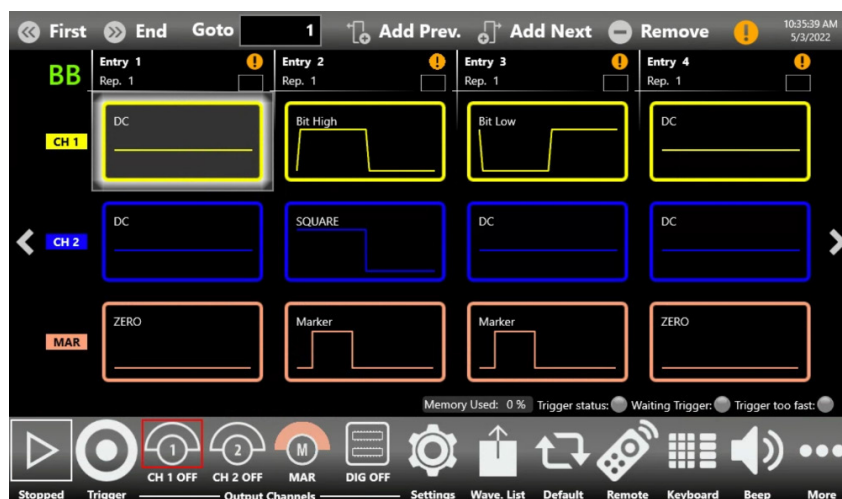 First End Goto 1 Add Prev. Add Next Remove ! 10:35:39 AM
5/3/2022
BB
Entry 1 ! Entry 2 ! Entry 3 ! Entry 4 !
Rep. 1 Rep. 1 Rep. 1 Rep. 1
CH 1
DC Bit High Bit Low DC
CH 2
DC SQUARE DC DC
MAR
ZERO Marker Marker ZERO
Memory Used: 0 % Trigger status: Waiting Trigger: Trigger too fast:
1 2 M
CH 1 OFF CH 2 OFF MAR DIG OFF
Stopped Trigger Output Channels Settings Wave. List Default Remote Keyboard Beep More